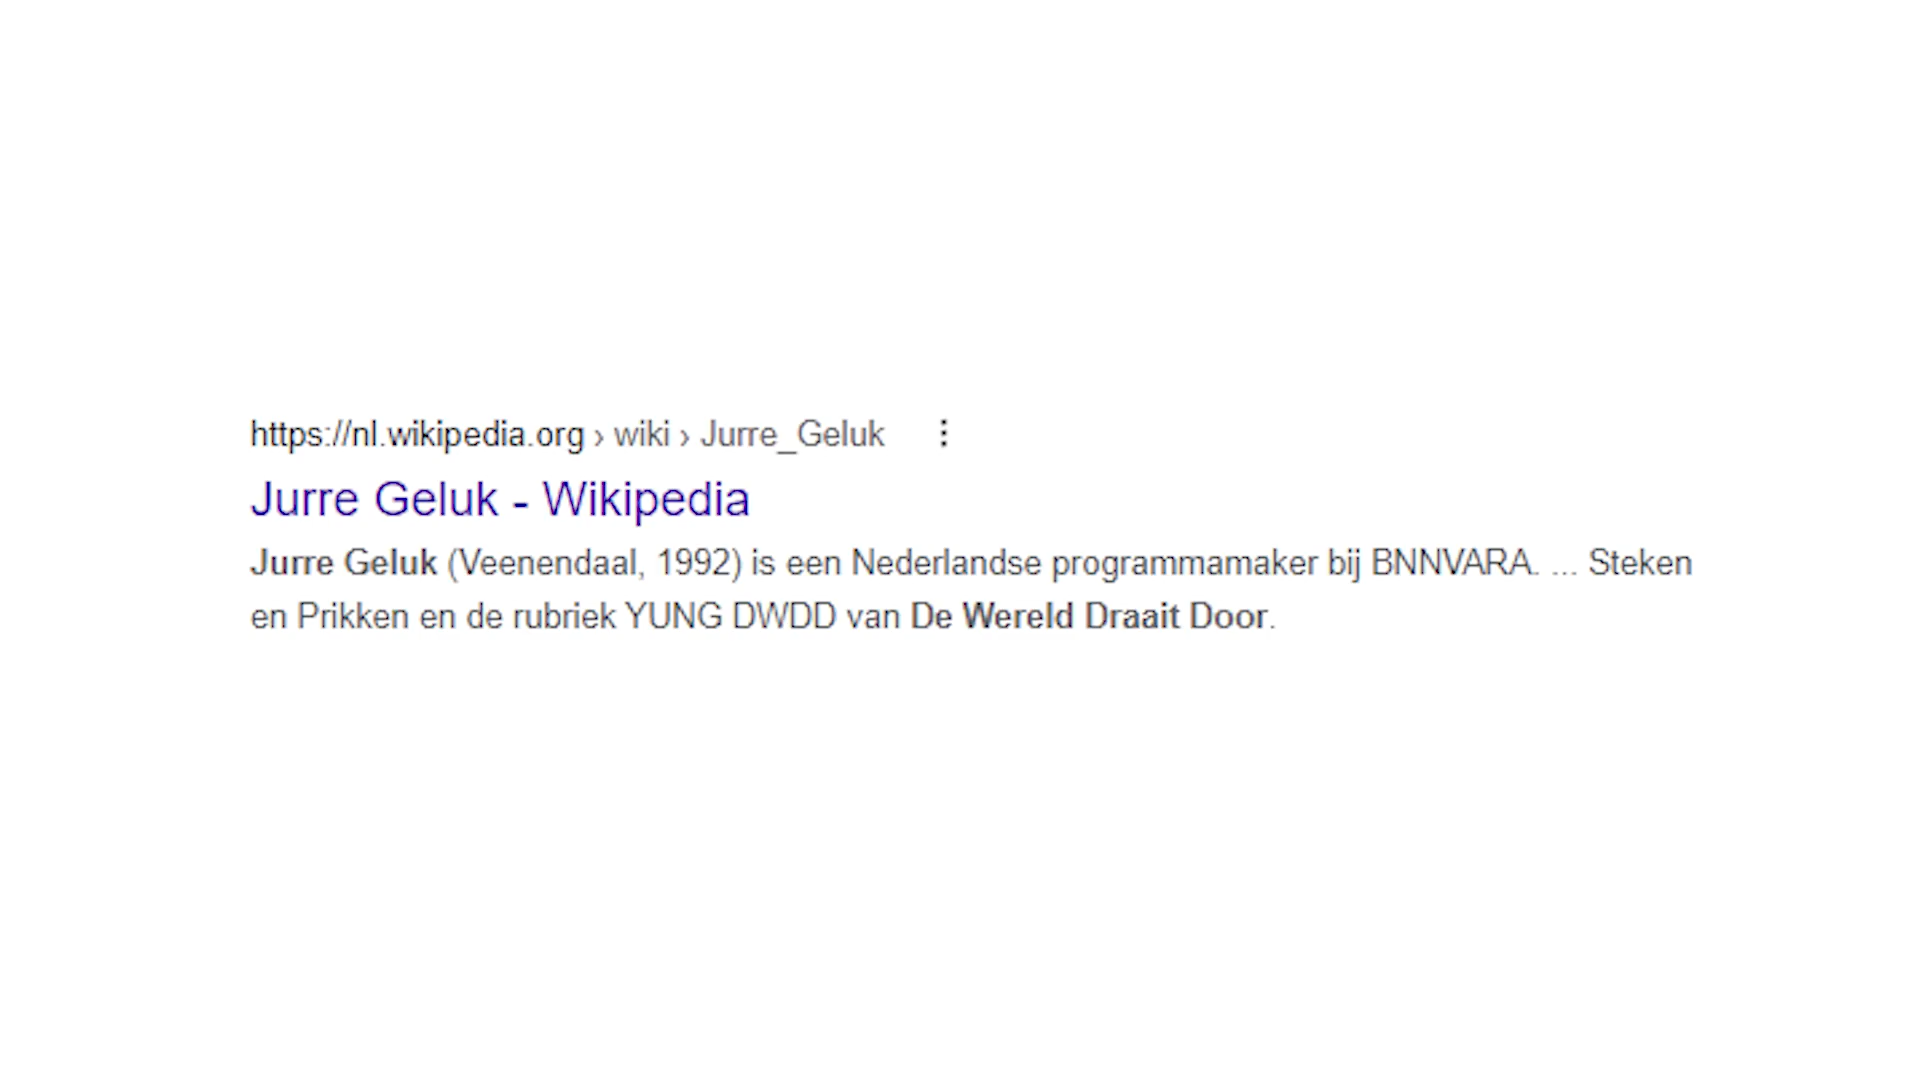 https://nl.wikipedia.org › wiki › Jurre_Geluk
Jurre Geluk - Wikipedia
Jurre Geluk (Veenendaal, 1992) is een Nederlandse programmamaker bij BNNVARA. ... Steken
en Prikken en de rubriek YUNG DWDD van De Wereld Draait Door.